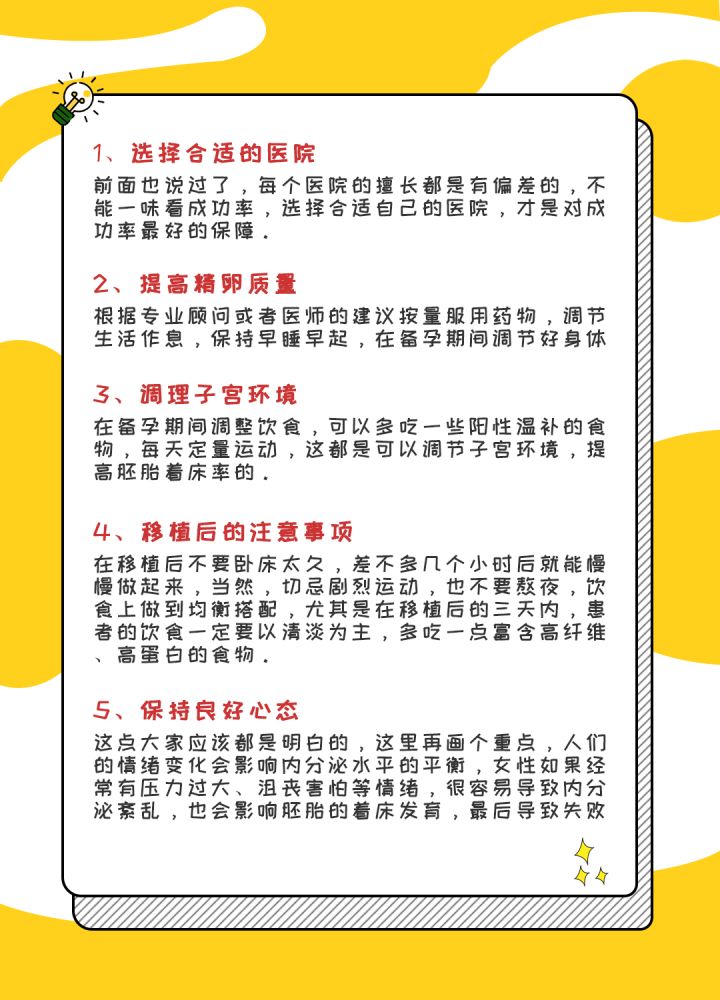 1、选择合适的医院
前面也说过了，每个医院的擅长都是有偏差的，不
能一味看成功率，选择合适自己的医院，才是对成
功率最好的保障．
2、提高精卵质量
根据专业顾问或者医师的建议按量服用药物，调节
生活作息，保持早睡早起，在备孕期间调节好身体
3、调理子宫环境
在备孕期间调整饮食，可以多吃一些阳性温补的食
物，每天定量运动，这都是可以调节子宫环境，提
高胚胎着床率的．
4、移植后的注意事项
在移植后不要卧床太久，差不多几个小时后就能慢
慢做起来，当然，切忌剧烈运动，也不要熬夜，饮
食上做到均衡搭配，尤其是在移植后的三天内，患
者的饮食一定要以清淡为主，多吃一点富含高纤维
、高蛋白的食物．
5、保持良好心态
这点大家应该都是明白的，这里再画个重点，人们
的情绪变化会影响内分泌水平的平衡，女性如果经
常有压力过大、沮丧害怕等情绪，很容易导致内分
泌紊乱，也会影响胚胎的着床发育，最后导致失败